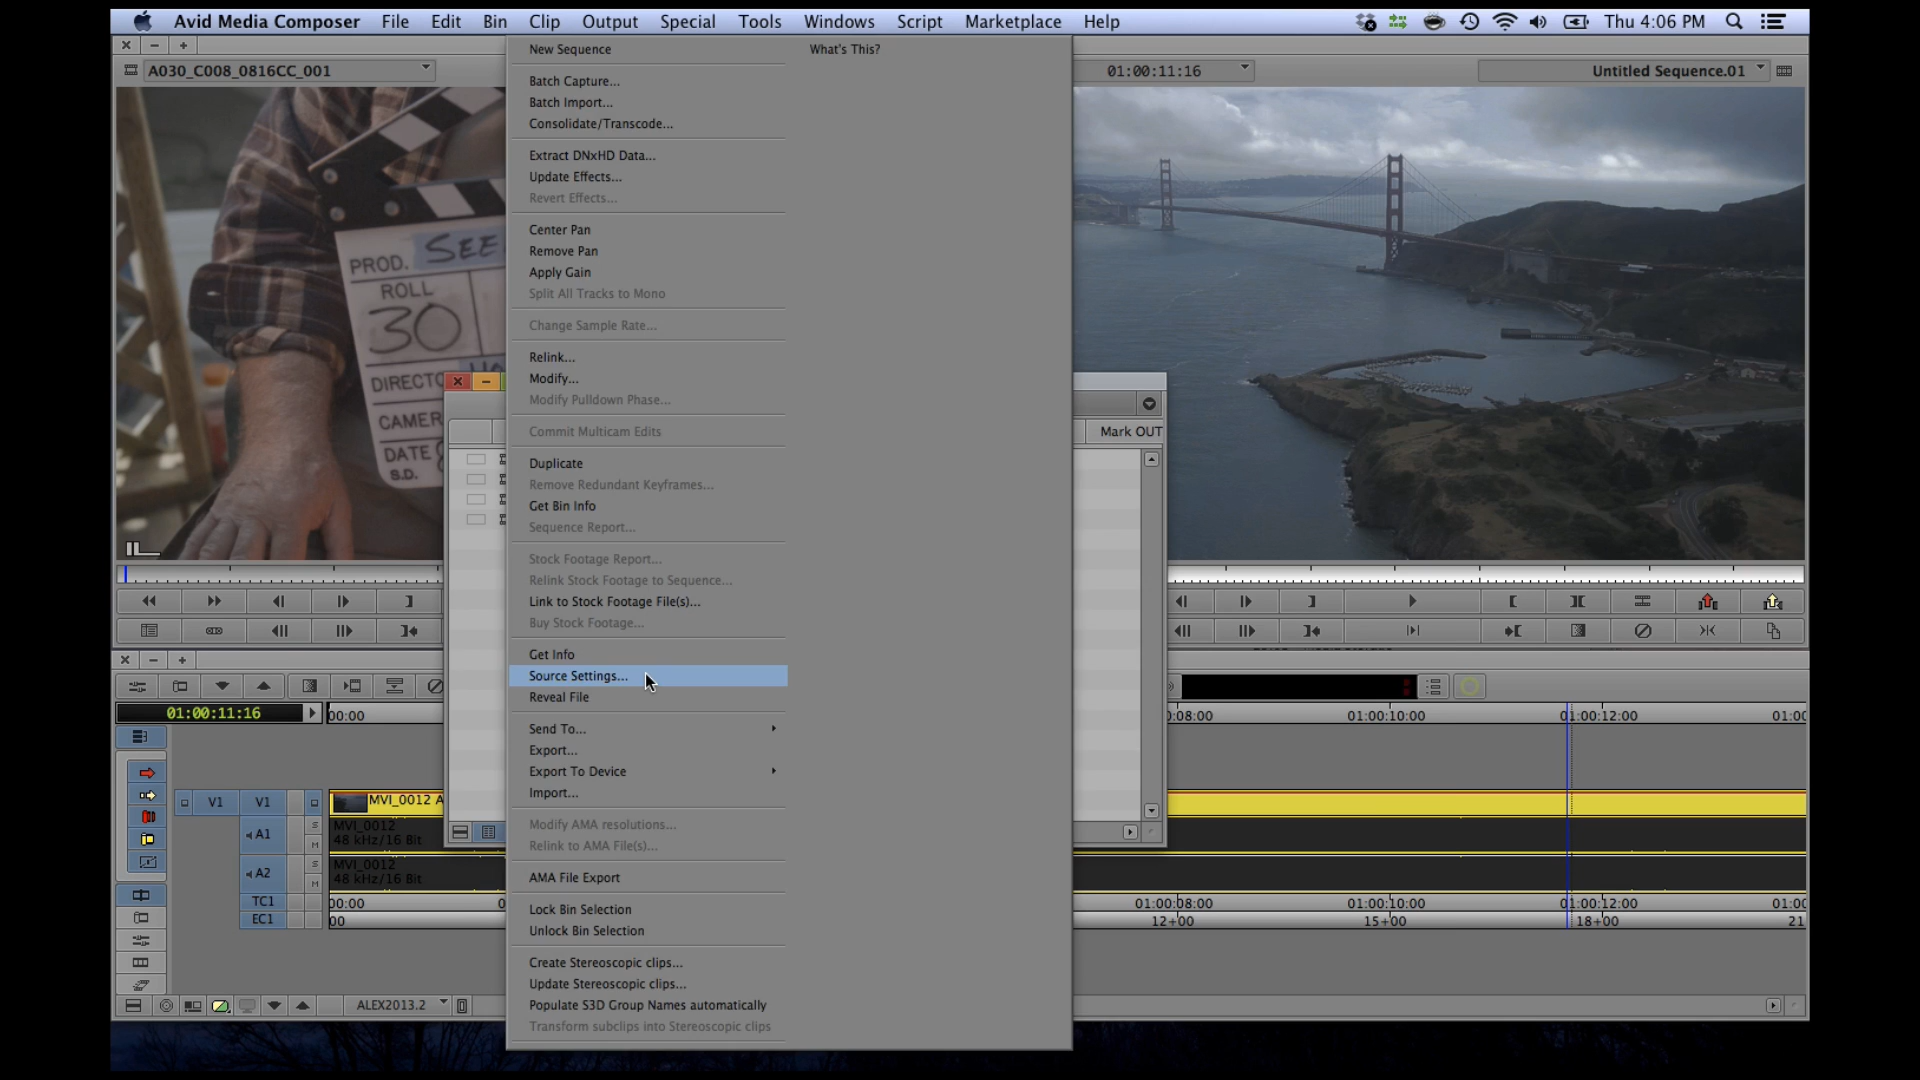 Avid Media Composer File Edit Bin Clip Output Special Tools Windows Script Marketplace Help Thu 4:06 PM
A030_C008_0816CC_001
01:00:11:16
Untitled Sequence.01
New Sequence
What's This?
Batch Capture...
Batch Import...
Consolidate/Transcode...
Extract DNxHD Data...
Update Effects...
Revert Effects...
Center Pan
Remove Pan
Apply Gain
Split All Tracks to Mono
Change Sample Rate...
Relink...
Modify...
Modify Pulldown Phase...
Commit Multicam Edits
Duplicate
Remove Redundant Keyframes...
Get Bin Info
Sequence Report...
Stock Footage Report...
Relink Stock Footage to Sequence...
Link to Stock Footage File(s)...
Buy Stock Footage...
Get Info
Source Settings...
Reveal File
Send To...
Export...
Export To Device
Import...
Modify AMA resolutions...
Relink to AMA File(s)...
AMA File Export
Lock Bin Selection
Unlock Bin Selection
Create Stereoscopic clips...
Update Stereoscopic clips...
Populate S3D Group Names automatically
Transform subclips into Stereoscopic clips
PROD. SEE
ROLL
30
DIRECTO
CAMER
DATE
S.D.
Mark OUT
01:00:11:16
00:00
0:08:00
01:00:10:00
01:00:12:00
01:00
V1 V1 MVI_0012 A
A1 MVI_0012
48 kHz/16 Bit
A2 MVI_0012
48 kHz/16 Bit
TC1 00:00 0 01:00:08:00 01:00:10:00 01:00:12:00 01:00
EC1 00 12+00 15+00 18+00 21
S
M
S
M
ALEX2013.2